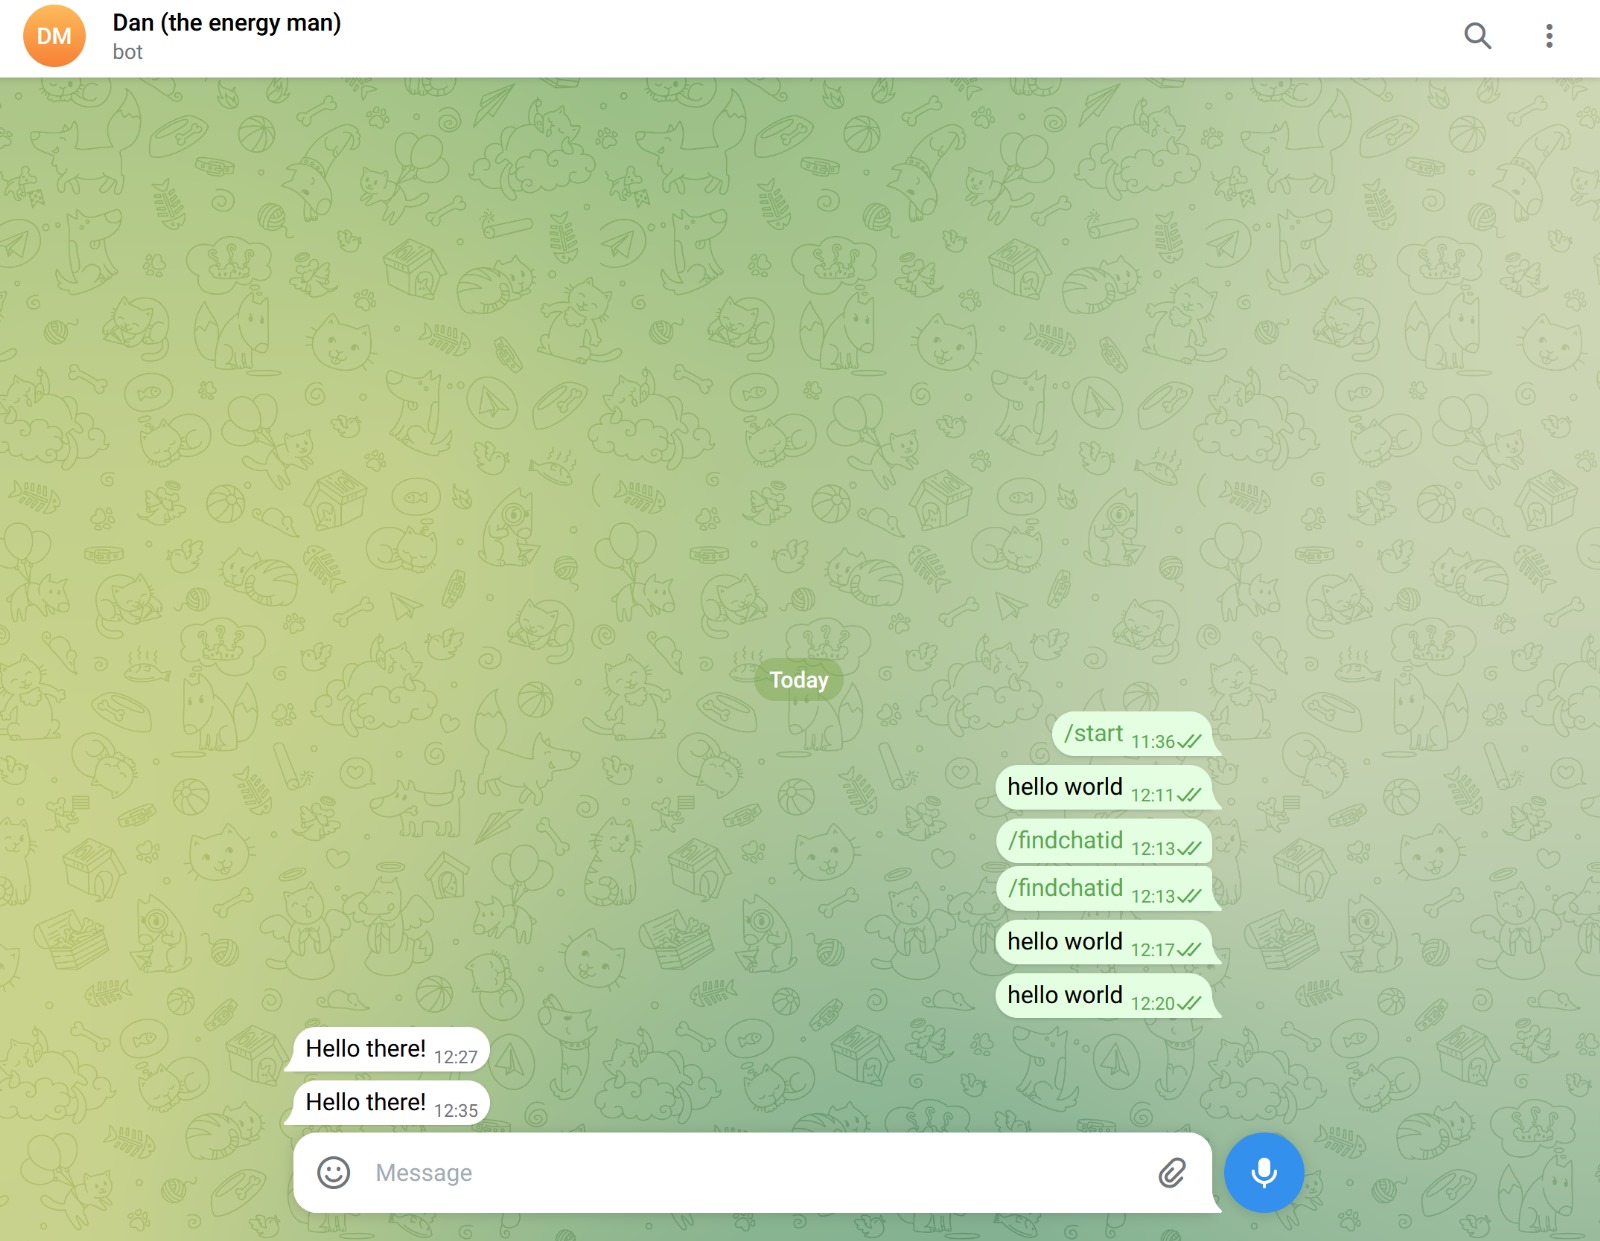 DM
Dan (the energy man)
bot
Today
/start 11:36
hello world 12:11
/findchatid 12:13
/findchatid 12:13
hello world 12:17
hello world 12:20
Hello there! 12:27
Hello there! 12:35
Message